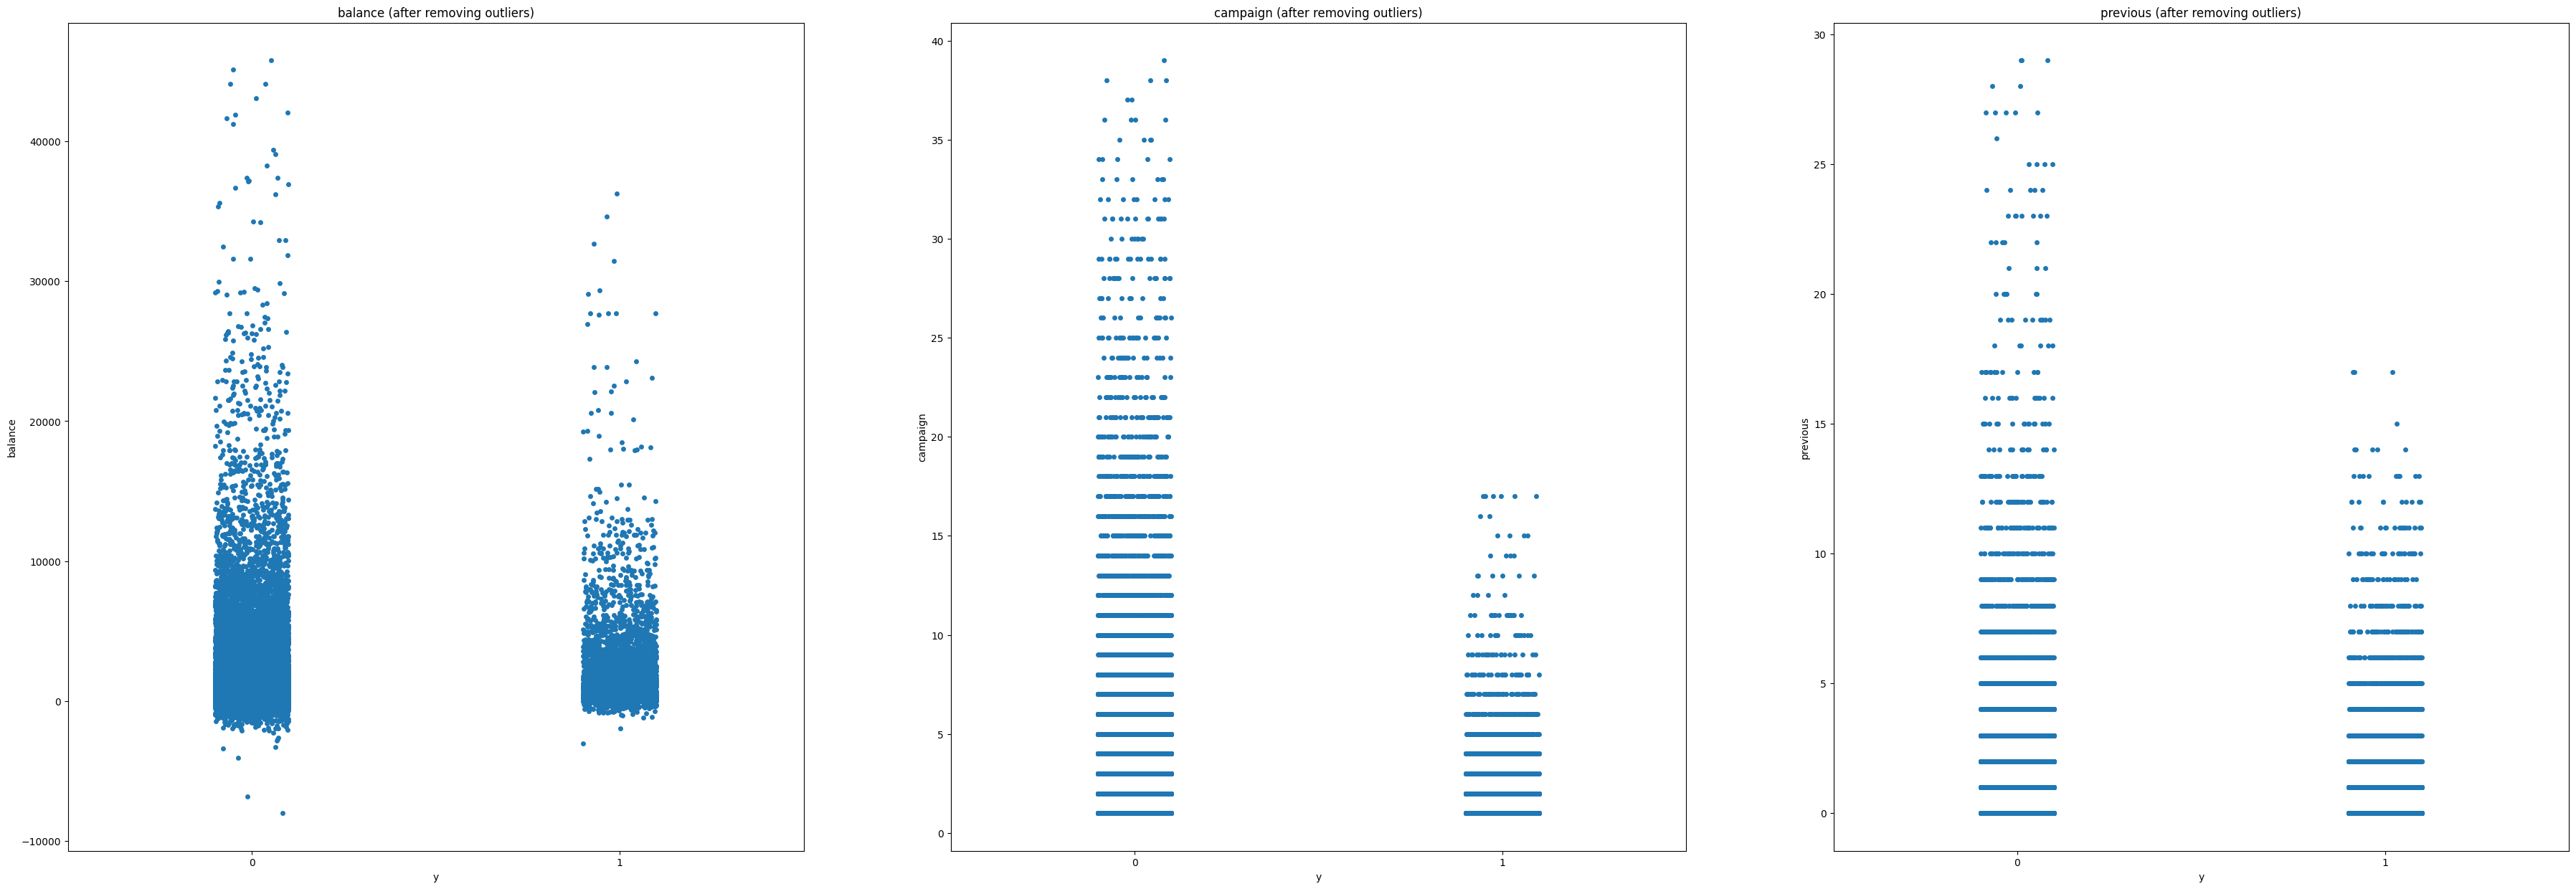 balance (after removing outliers)
40000
30000
20000
10000
0
−10000
balance
0 1
y
campaign (after removing outliers)
40
35
30
25
20
15
10
5
0
campaign
0 1
y
previous (after removing outliers)
30
25
20
15
10
5
0
previous
0 1
y